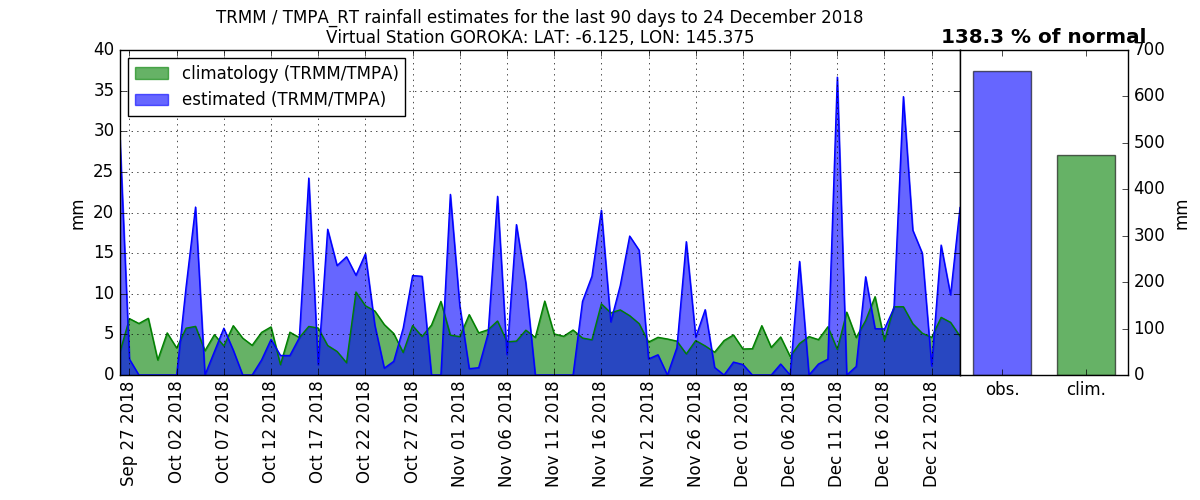 TRMM / TMPA_RT rainfall estimates for the last 90 days to 24 December 2018
Virtual Station GOROKA: LAT: -6.125, LON: 145.375
138.3 % of normal
climatology (TRMM/TMPA)
estimated (TRMM/TMPA)
40
35
30
25
20
15
10
5
0
mm
Sep 27 2018
Oct 02 2018
Oct 07 2018
Oct 12 2018
Oct 17 2018
Oct 22 2018
Oct 27 2018
Nov 01 2018
Nov 06 2018
Nov 11 2018
Nov 16 2018
Nov 21 2018
Nov 26 2018
Dec 01 2018
Dec 06 2018
Dec 11 2018
Dec 16 2018
Dec 21 2018
700
600
500
400
300
200
100
0
mm
obs.
clim.